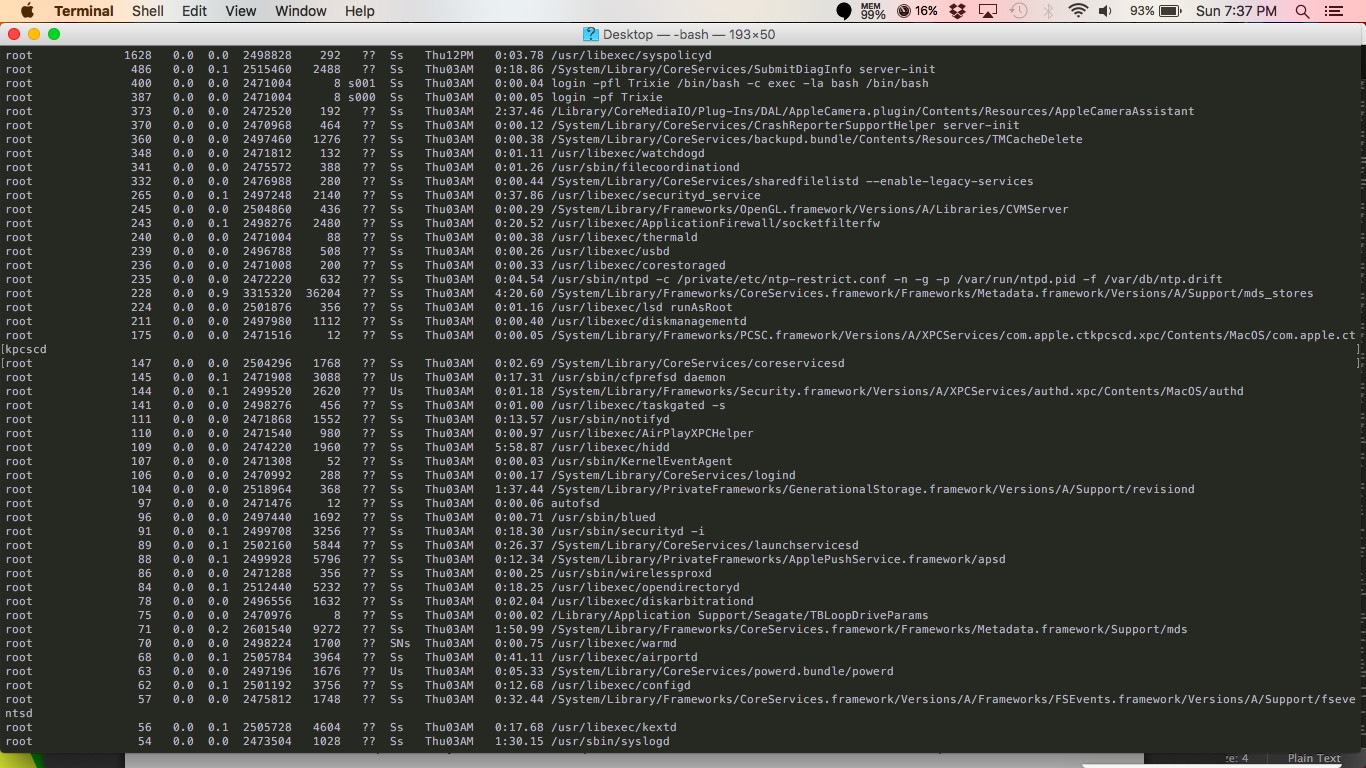 Terminal Shell Edit View Window Help MEM 99% 16% 93% Sun 7:37 PM
Desktop — -bash — 193×50
root 1628 0.0 0.0 2498828 292 ?? Ss Thu12PM 0:03.78 /usr/libexec/syspolicyd
root 486 0.0 0.1 2515460 2488 ?? Ss Thu03AM 0:18.86 /System/Library/CoreServices/SubmitDiagInfo server-init
root 400 0.0 0.0 2471004 8 s001 Ss Thu03AM 0:00.04 login -pfl Trixie /bin/bash -c exec -la bash /bin/bash
root 387 0.0 0.0 2471004 8 s000 Ss Thu03AM 0:00.05 login -pf Trixie
root 373 0.0 0.0 2472520 192 ?? Ss Thu03AM 2:37.46 /Library/CoreMediaIO/Plug-Ins/DAL/AppleCamera.plugin/Contents/Resources/AppleCameraAssistant
root 370 0.0 0.0 2470968 464 ?? Ss Thu03AM 0:00.12 /System/Library/CoreServices/CrashReporterSupportHelper server-init
root 360 0.0 0.0 2497460 1276 ?? Ss Thu03AM 0:00.38 /System/Library/CoreServices/backupd.bundle/Contents/Resources/TMCacheDelete
root 348 0.0 0.0 2471812 132 ?? Ss Thu03AM 0:01.11 /usr/libexec/watchdogd
root 341 0.0 0.0 2475572 388 ?? Ss Thu03AM 0:01.26 /usr/sbin/filecoordinationd
root 332 0.0 0.0 2476988 280 ?? Ss Thu03AM 0:00.44 /System/Library/CoreServices/sharedfilelistd --enable-legacy-services
root 265 0.0 0.1 2497248 2140 ?? Ss Thu03AM 0:37.86 /usr/libexec/securityd_service
root 245 0.0 0.0 2504860 436 ?? Ss Thu03AM 0:00.29 /System/Library/Frameworks/OpenGL.framework/Versions/A/Libraries/CVMServer
root 243 0.0 0.1 2498276 2480 ?? Ss Thu03AM 0:20.52 /usr/libexec/ApplicationFirewall/socketfilterfw
root 240 0.0 0.0 2471004 88 ?? Ss Thu03AM 0:00.38 /usr/libexec/thermald
root 239 0.0 0.0 2496788 508 ?? Ss Thu03AM 0:00.26 /usr/libexec/usbd
root 236 0.0 0.0 2471008 200 ?? Ss Thu03AM 0:00.33 /usr/libexec/corestoraged
root 235 0.0 0.0 2472220 632 ?? Ss Thu03AM 0:04.54 /usr/sbin/ntpd -c /private/etc/ntp-restrict.conf -n -g -p /var/run/ntpd.pid -f /var/db/ntp.drift
root 228 0.0 0.9 3315320 36204 ?? Ss Thu03AM 4:20.60 /System/Library/Frameworks/CoreServices.framework/Frameworks/Metadata.framework/Versions/A/Support/mds_stores
root 224 0.0 0.0 2501876 356 ?? Ss Thu03AM 0:01.16 /usr/libexec/lsd runAsRoot
root 211 0.0 0.0 2497980 1112 ?? Ss Thu03AM 0:00.40 /usr/libexec/diskmanagementd
root 175 0.0 0.0 2471516 12 ?? Ss Thu03AM 0:00.05 /System/Library/Frameworks/PCSC.framework/Versions/A/XPCServices/com.apple.ctkpcscd.xpc/Contents/MacOS/com.apple.ct
[kpcscd ]
[root 147 0.0 0.0 2504296 1768 ?? Ss Thu03AM 0:02.69 /System/Library/CoreServices/coreservicesd ]
root 145 0.0 0.1 2471908 3088 ?? Us Thu03AM 0:17.31 /usr/sbin/cfprefsd daemon
root 144 0.0 0.1 2499520 2620 ?? Us Thu03AM 0:01.18 /System/Library/Frameworks/Security.framework/Versions/A/XPCServices/authd.xpc/Contents/MacOS/authd
root 141 0.0 0.0 2498276 456 ?? Ss Thu03AM 0:01.00 /usr/libexec/taskgated -s
root 111 0.0 0.0 2471868 1552 ?? Ss Thu03AM 0:13.57 /usr/sbin/notifyd
root 110 0.0 0.0 2471540 980 ?? Ss Thu03AM 0:00.97 /usr/libexec/AirPlayXPCHelper
root 109 0.0 0.0 2474220 1960 ?? Ss Thu03AM 5:58.87 /usr/libexec/hidd
root 107 0.0 0.0 2471308 52 ?? Ss Thu03AM 0:00.03 /usr/sbin/KernelEventAgent
root 106 0.0 0.0 2470992 288 ?? Ss Thu03AM 0:00.17 /System/Library/CoreServices/logind
root 104 0.0 0.0 2518964 368 ?? Ss Thu03AM 1:37.44 /System/Library/PrivateFrameworks/GenerationalStorage.framework/Versions/A/Support/revisiond
root 97 0.0 0.0 2471476 12 ?? Ss Thu03AM 0:00.06 autofsd
root 96 0.0 0.0 2497440 1692 ?? Ss Thu03AM 0:00.71 /usr/sbin/blued
root 91 0.0 0.1 2499708 3256 ?? Ss Thu03AM 0:18.30 /usr/sbin/securityd -i
root 89 0.0 0.1 2502160 5844 ?? Ss Thu03AM 0:26.37 /System/Library/CoreServices/launchservicesd
root 88 0.0 0.1 2499928 5796 ?? Ss Thu03AM 0:12.34 /System/Library/PrivateFrameworks/ApplePushService.framework/apsd
root 86 0.0 0.0 2471288 356 ?? Ss Thu03AM 0:00.25 /usr/sbin/wirelessproxd
root 84 0.0 0.1 2512440 5232 ?? Ss Thu03AM 0:18.25 /usr/libexec/opendirectoryd
root 78 0.0 0.0 2496556 1632 ?? Ss Thu03AM 0:02.04 /usr/libexec/diskarbitrationd
root 75 0.0 0.0 2470976 8 ?? Ss Thu03AM 0:00.02 /Library/Application Support/Seagate/TBLoopDriveParams
root 71 0.0 0.2 2601540 9272 ?? Ss Thu03AM 1:50.99 /System/Library/Frameworks/CoreServices.framework/Frameworks/Metadata.framework/Support/mds
root 70 0.0 0.0 2498224 1700 ?? SNs Thu03AM 0:00.75 /usr/libexec/warmd
root 68 0.0 0.1 2505784 3964 ?? Ss Thu03AM 0:41.11 /usr/libexec/airportd
root 63 0.0 0.0 2497196 1676 ?? Us Thu03AM 0:05.33 /System/Library/CoreServices/powerd.bundle/powerd
root 62 0.0 0.1 2501192 3756 ?? Ss Thu03AM 0:12.68 /usr/libexec/configd
root 57 0.0 0.0 2475812 1748 ?? Ss Thu03AM 0:32.44 /System/Library/Frameworks/CoreServices.framework/Versions/A/Frameworks/FSEvents.framework/Versions/A/Support/fseve
ntsd
root 56 0.0 0.1 2505728 4604 ?? Ss Thu03AM 0:17.68 /usr/libexec/kextd
root 54 0.0 0.0 2473504 1028 ?? Ss Thu03AM 1:30.15 /usr/sbin/syslogd
ze: 4 Plain Text